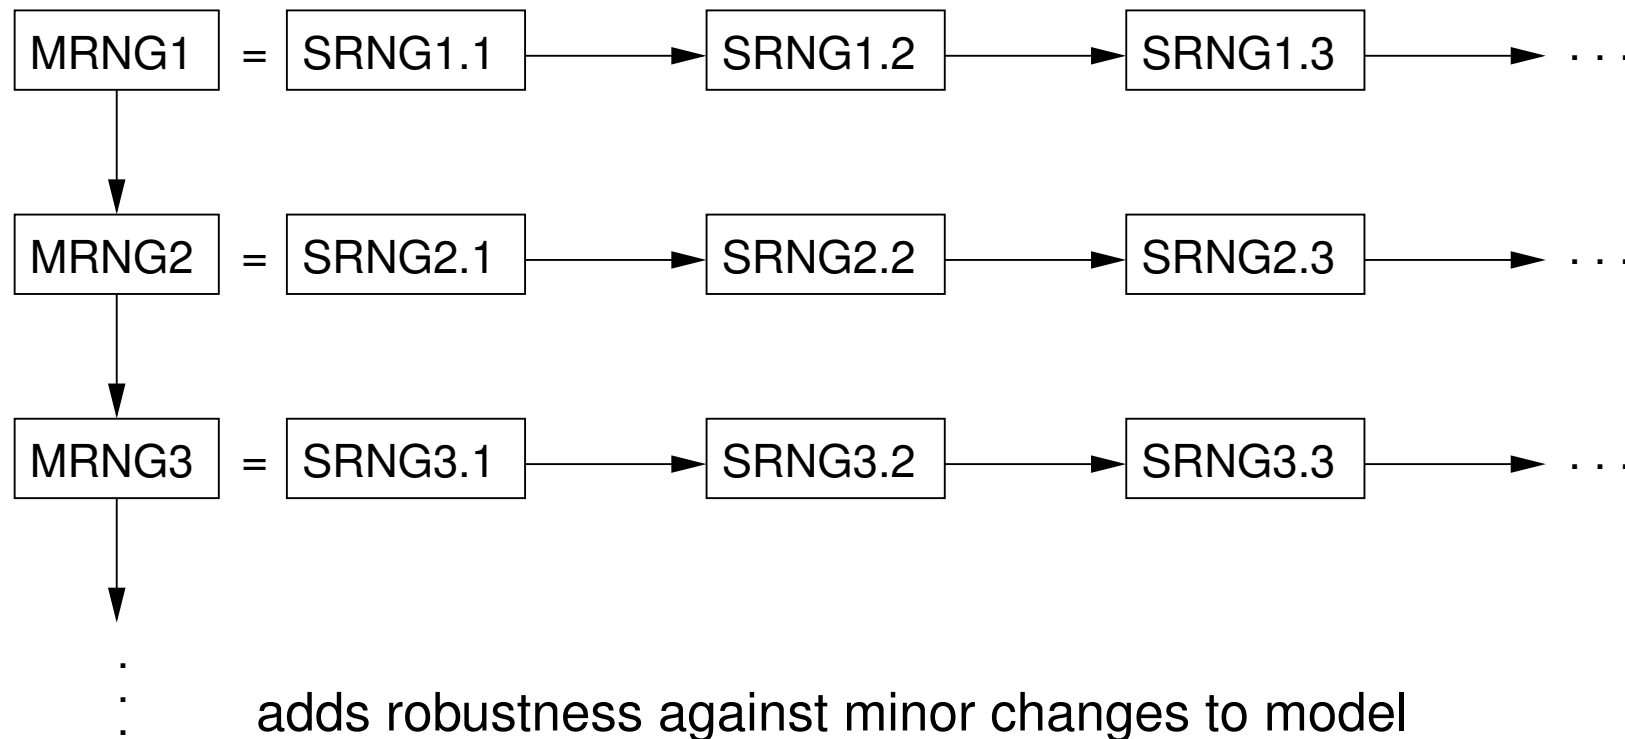 MRNG1 = SRNG1.1 SRNG1.2 SRNG1.3 . . .
MRNG2 = SRNG2.1 SRNG2.2 SRNG2.3 . . .
MRNG3 = SRNG3.1 SRNG3.2 SRNG3.3 . . .
.
.
.
adds robustness against minor changes to model